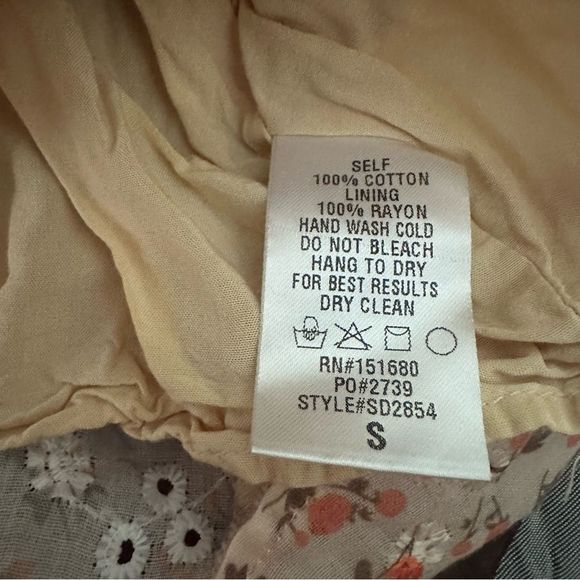 SELF
100% COTTON
LINING
100% RAYON
HAND WASH COLD
DO NOT BLEACH
HANG TO DRY
FOR BEST RESULTS
DRY CLEAN
RN#151680
PO#2739
STYLE#SD2854
S